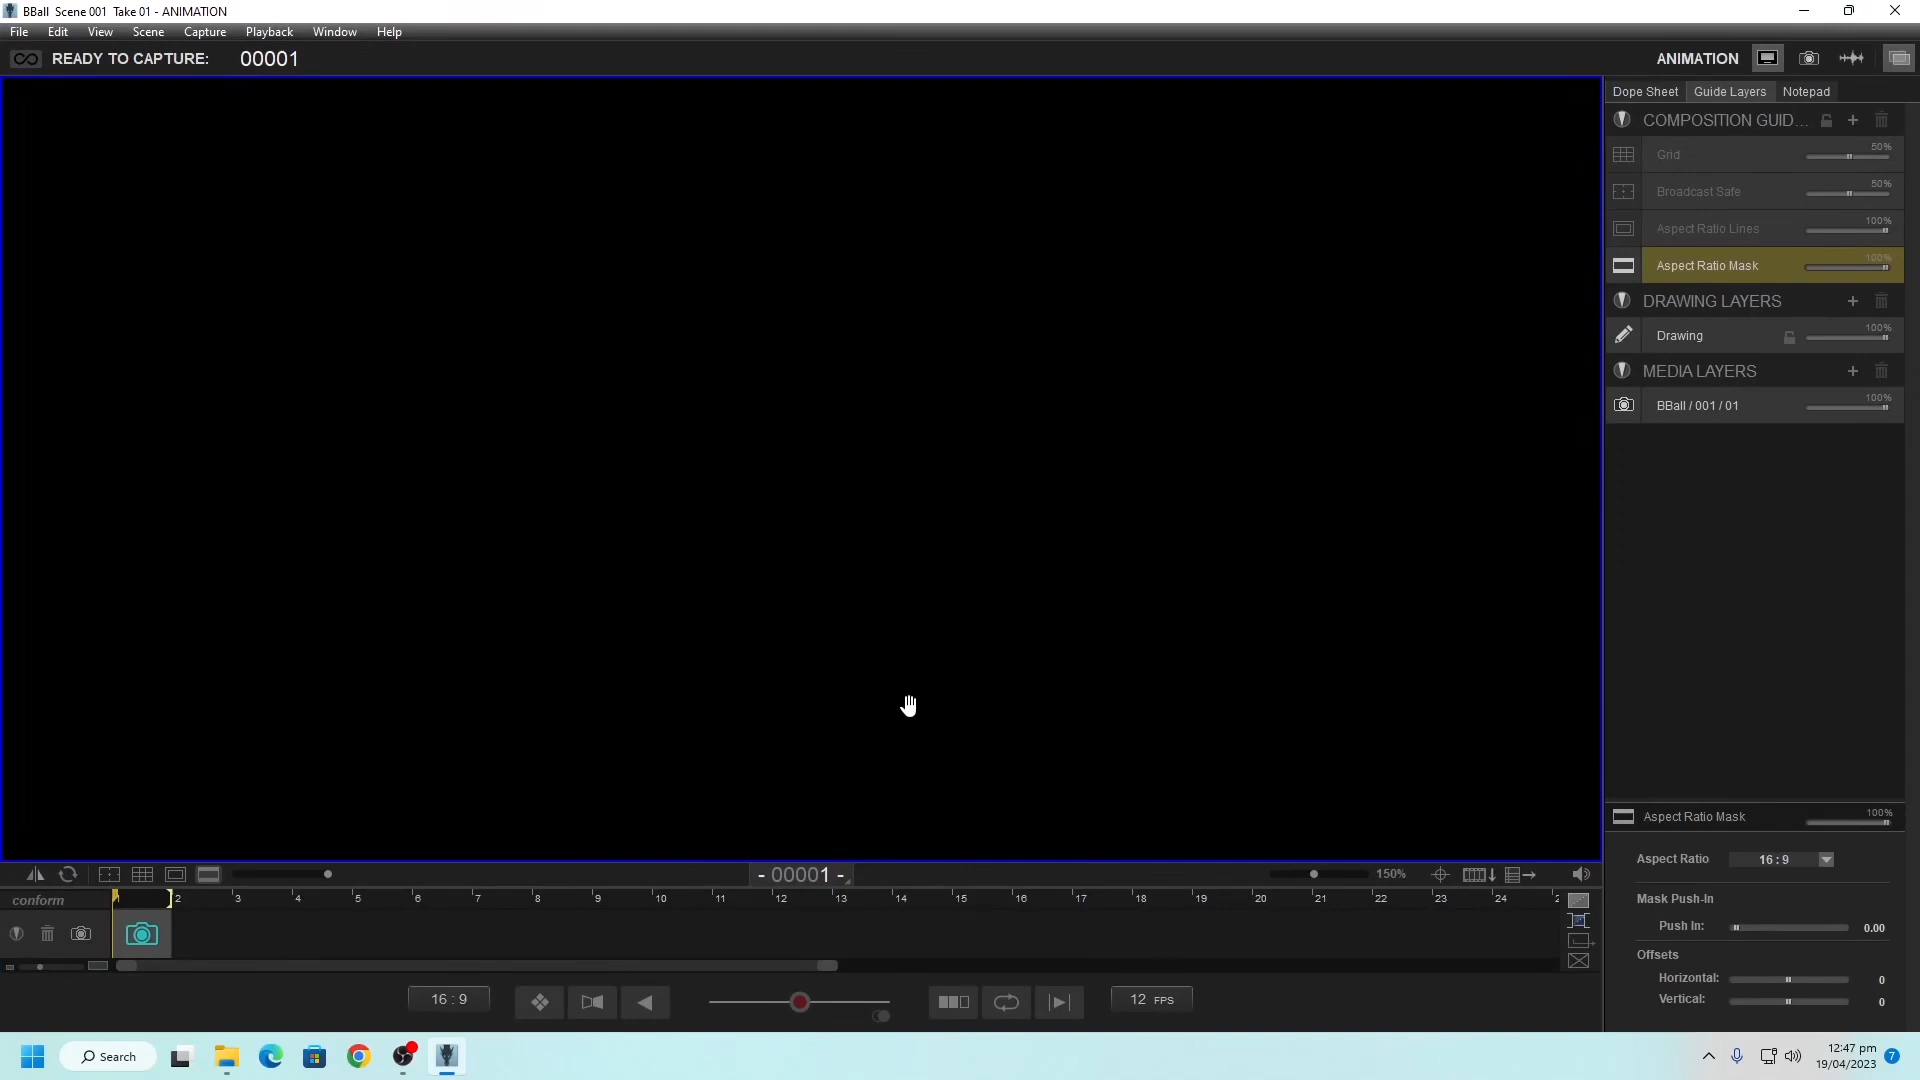 BBall Scene 001 Take 01 - ANIMATION
File Edit View Scene Capture Playback Window Help
READY TO CAPTURE: 00001
ANIMATION
Dope Sheet Guide Layers Notepad
COMPOSITION GUID...
Grid 50%
Broadcast Safe 50%
Aspect Ratio Lines 100%
Aspect Ratio Mask 100%
DRAWING LAYERS
Drawing 100%
MEDIA LAYERS
BBall / 001 / 01 100%
Aspect Ratio Mask 100%
Aspect Ratio 16 : 9
Mask Push-In
Push In: 0.00
Offsets
Horizontal: 0
Vertical: 0
- 00001 -
150%
conform
1 2 3 4 5 6 7 8 9 10 11 12 13 14 15 16 17 18 19 20 21 22 23 24
16 : 9
12 FPS
Search
12:47 pm
19/04/2023
7